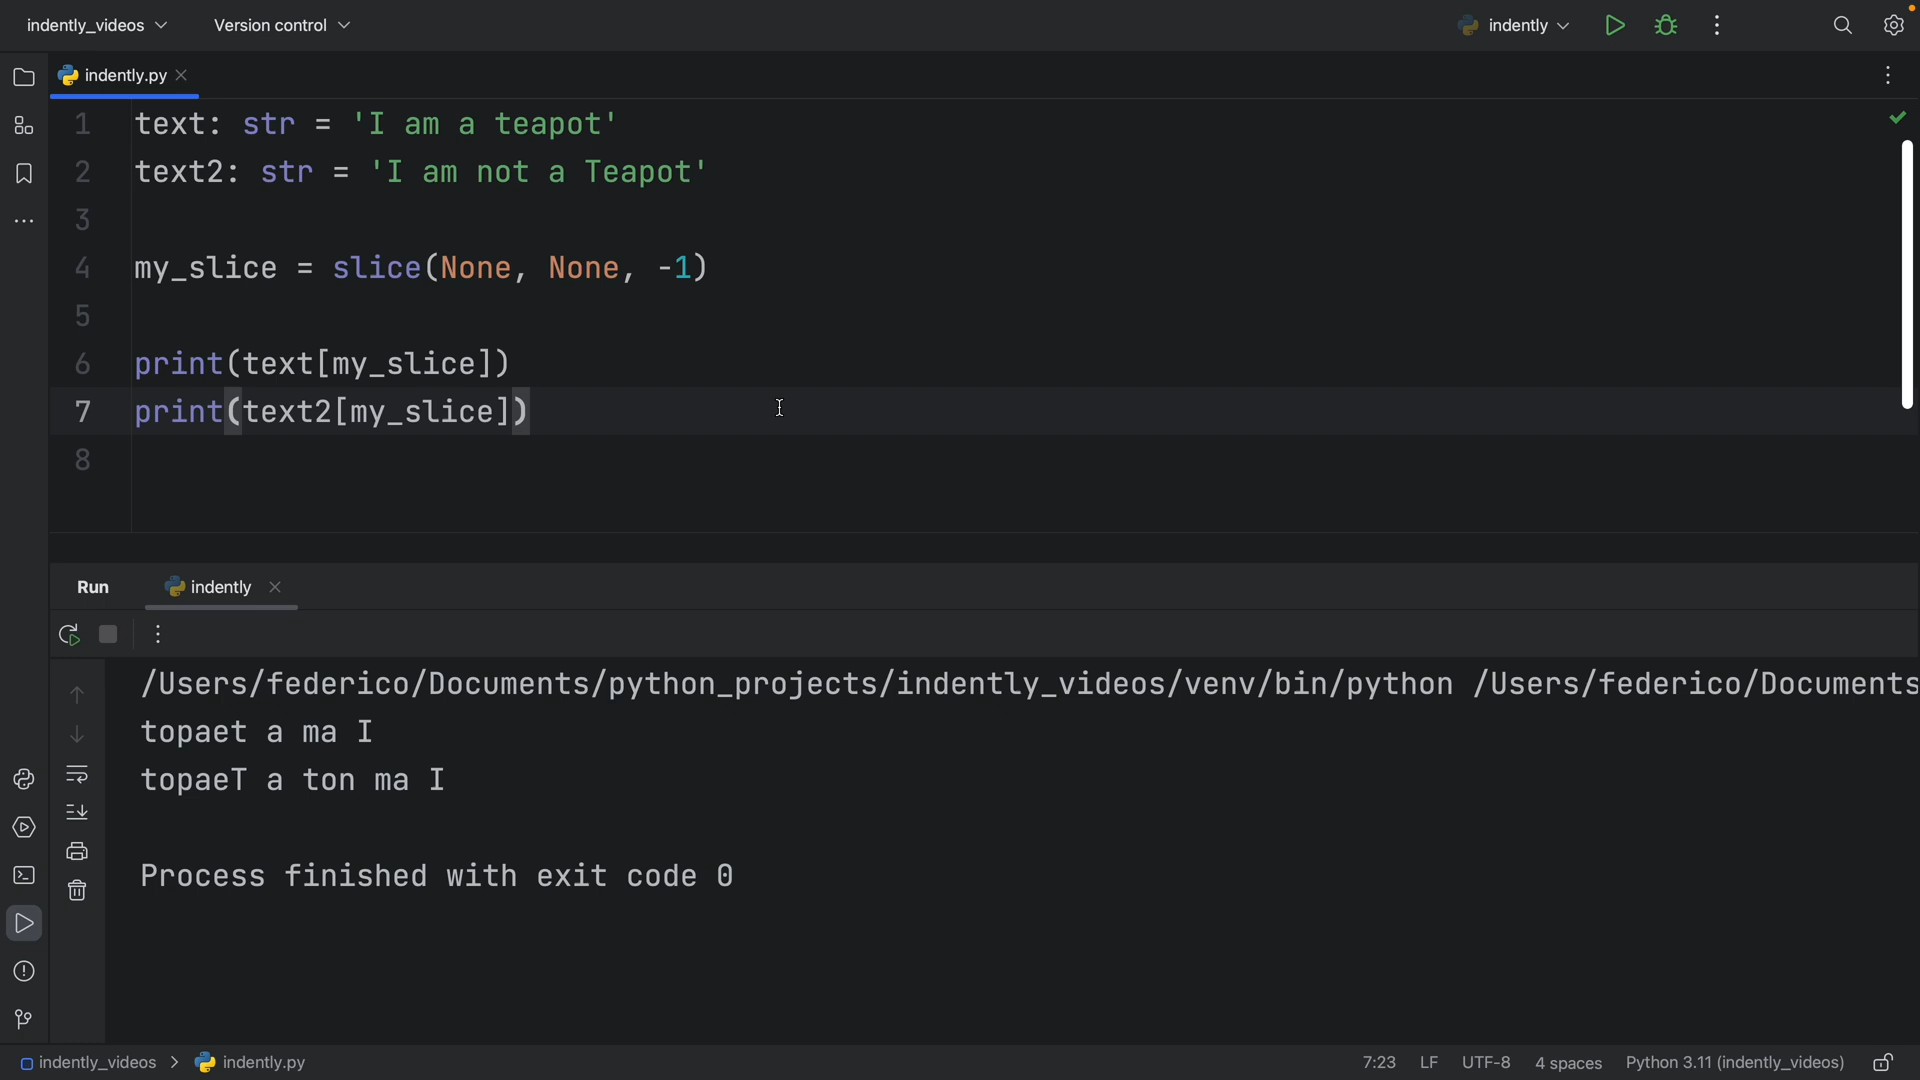 indently_videos
Version control
indently
indently.py
1 text: str = 'I am a teapot'
2 text2: str = 'I am not a Teapot'
3
4 my_slice = slice(None, None, -1)
5
6 print(text[my_slice])
7 print(text2[my_slice])
8
Run
indently
/Users/federico/Documents/python_projects/indently_videos/venv/bin/python /Users/federico/Documents
topaet a ma I
topaeT a ton ma I
Process finished with exit code 0
indently_videos > indently.py
7:23 LF UTF-8 4 spaces Python 3.11 (indently_videos)